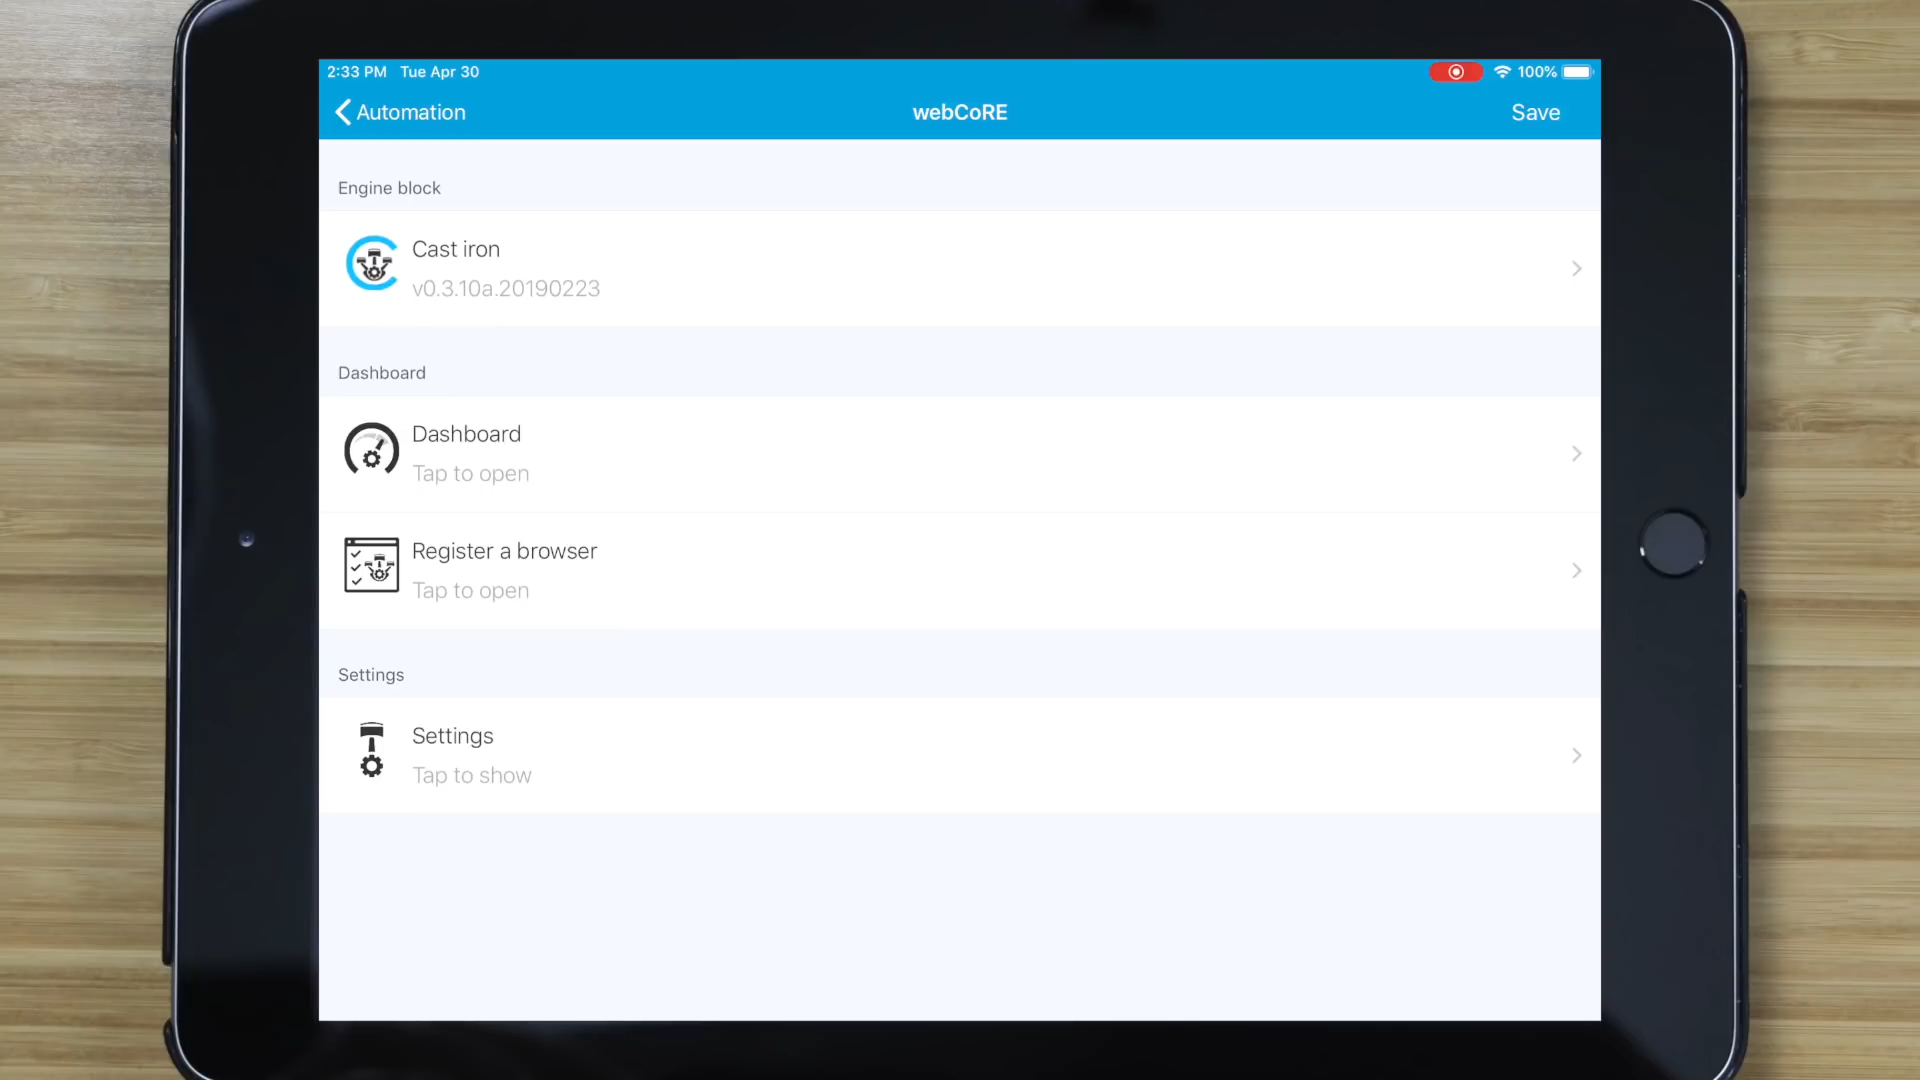 2:33 PM Tue Apr 30
100%
Automation
webCoRE
Save
Engine block
Cast iron
v0.3.10a.20190223
Dashboard
Dashboard
Tap to open
Register a browser
Tap to open
Settings
Settings
Tap to show